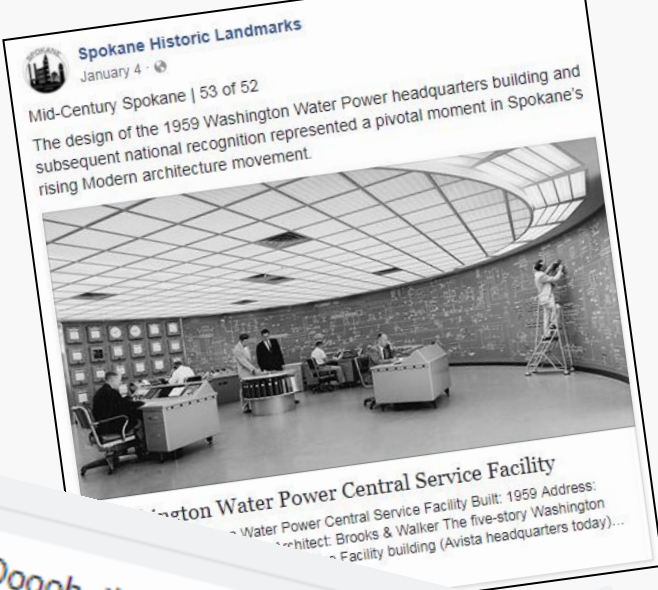 Spokane Historic Landmarks
January 4 ·
Mid-Century Spokane | 53 of 52
The design of the 1959 Washington Water Power headquarters building and
subsequent national recognition represented a pivotal moment in Spokane's
rising Modern architecture movement.
Water Power Central Service Facility
Water Power Central Service Facility Built: 1959 Address:
Brooks & Walker The five-story Washington
Facility building (Avista headquarters today)...